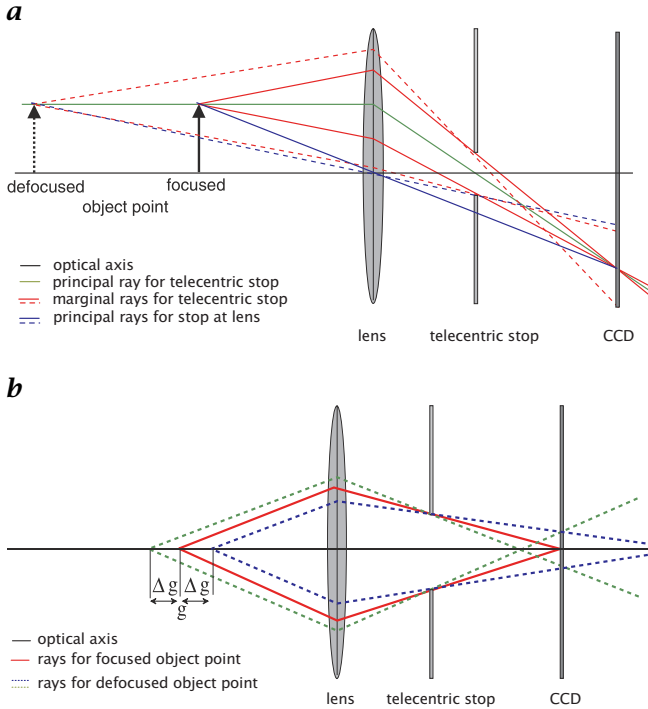 a
defocused
focused
object point
optical axis
principal ray for telecentric stop
marginal rays for telecentric stop
principal rays for stop at lens
lens telecentric stop CCD
b
Δg Δg
g
optical axis
rays for focused object point
rays for defocused object point
lens telecentric stop CCD